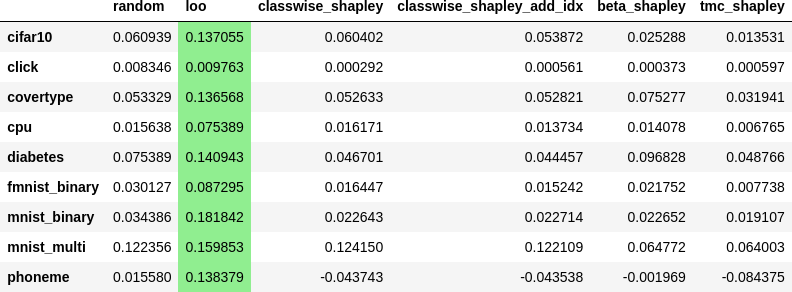 random loo classwise_shapley classwise_shapley_add_idx beta_shapley tmc_shapley
cifar10 0.060939 0.137055 0.060402 0.053872 0.025288 0.013531
click 0.008346 0.009763 0.000292 0.000561 0.000373 0.000597
covertype 0.053329 0.136568 0.052633 0.052821 0.075277 0.031941
cpu 0.015638 0.075389 0.016171 0.013734 0.014078 0.006765
diabetes 0.075389 0.140943 0.046701 0.044457 0.096828 0.048766
fmnist_binary 0.030127 0.087295 0.016447 0.015242 0.021752 0.007738
mnist_binary 0.034386 0.181842 0.022643 0.022714 0.022652 0.019107
mnist_multi 0.122356 0.159853 0.124150 0.122109 0.064772 0.064003
phoneme 0.015580 0.138379 -0.043743 -0.043538 -0.001969 -0.084375